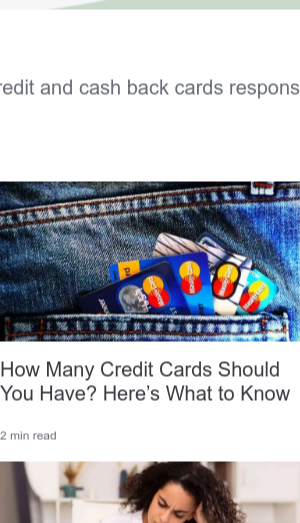 redit and cash back cards respons
How Many Credit Cards Should
You Have? Here’s What to Know
2 min read